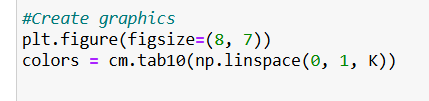 #Create graphics
plt.figure(figsize=(8, 7))
colors = cm.tab10(np.linspace(0, 1, K))